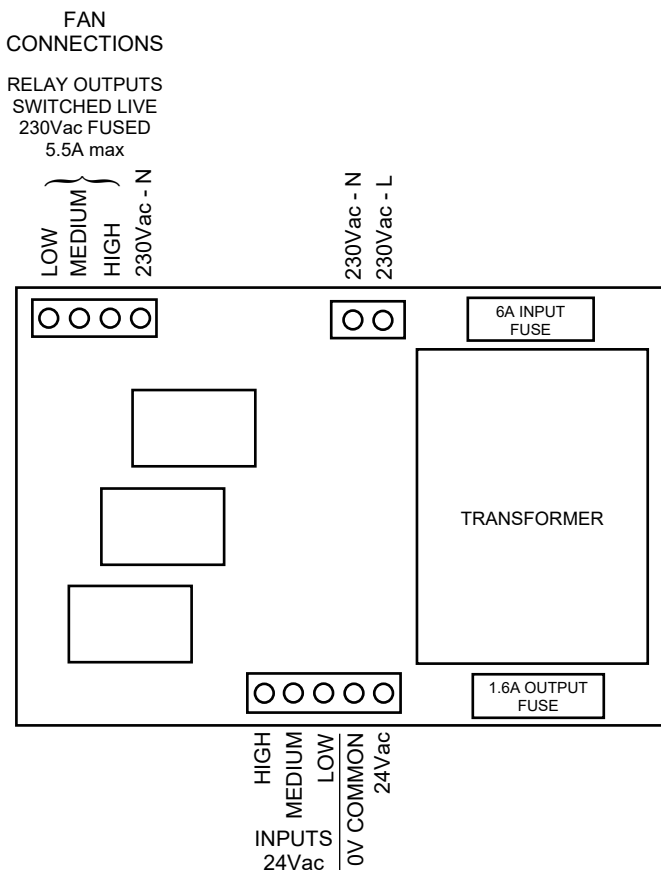 FAN
CONNECTIONS
RELAY OUTPUTS
SWITCHED LIVE
230Vac FUSED
5.5A max
LOW
MEDIUM
HIGH
230Vac - N
230Vac - N
230Vac - L
6A INPUT
FUSE
TRANSFORMER
1.6A OUTPUT
FUSE
HIGH
MEDIUM
LOW
0V COMMON
24Vac
INPUTS
24Vac